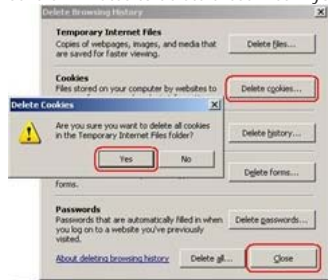 Delete Browsing History
Temporary Internet Files
Copies of webpages, images, and media that
are saved for faster viewing.
Delete files...
Cookies
Files stored on your computer by websites to
Delete cookies...
Delete Cookies
Are you sure you want to delete all cookies
in the Temporary Internet Files folder?
Yes
No
Delete history...
Delete forms...
forms.
Passwords
Passwords that are automatically filled in when
you log on to a website you've previously
visited.
Delete passwords...
About deleting browsing history
Delete all...
Close